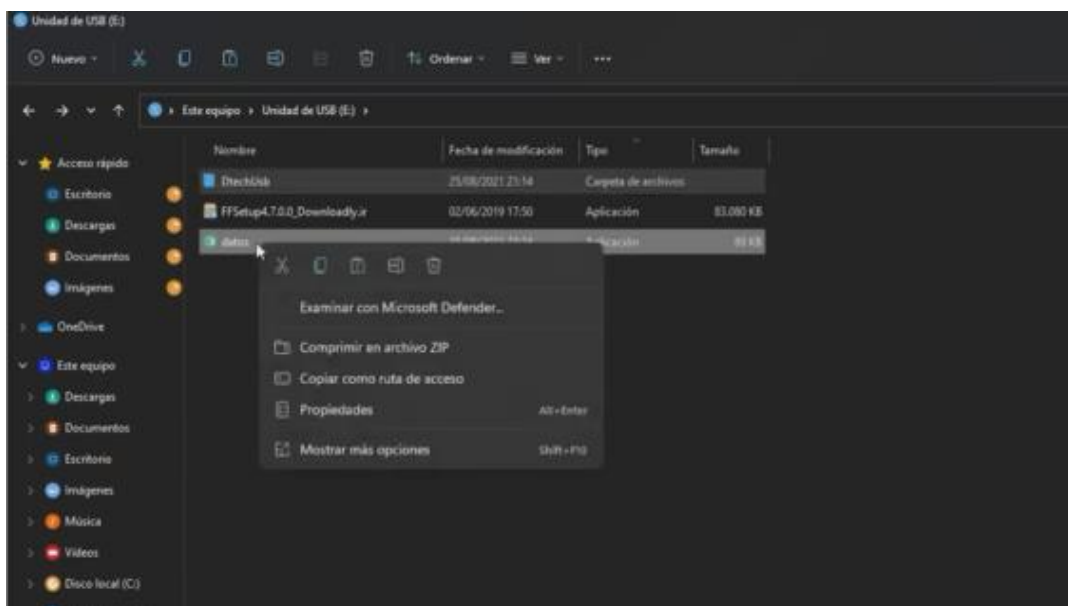 Unidad de USB (E:)
Nuevo
Ordenar
Ver
Este equipo > Unidad de USB (E:) >
Nombre Fecha de modificación Tipo Tamaño
Acceso rápido
DtechUsb 25/08/2021 21:14 Carpeta de archivos
Escritorio
FFSetup4.7.0.0_Downloadly.ir 02/06/2019 17:50 Aplicación 83.080 KB
Descargas
datos Aplicación 89 KB
Documentos
Imágenes
Examinar con Microsoft Defender...
OneDrive
Comprimir en archivo ZIP
Este equipo
Copiar como ruta de acceso
Descargas
Propiedades Alt+Enter
Documentos
Mostrar más opciones Shift+F10
Escritorio
Imágenes
Música
Vídeos
Disco local (C:)